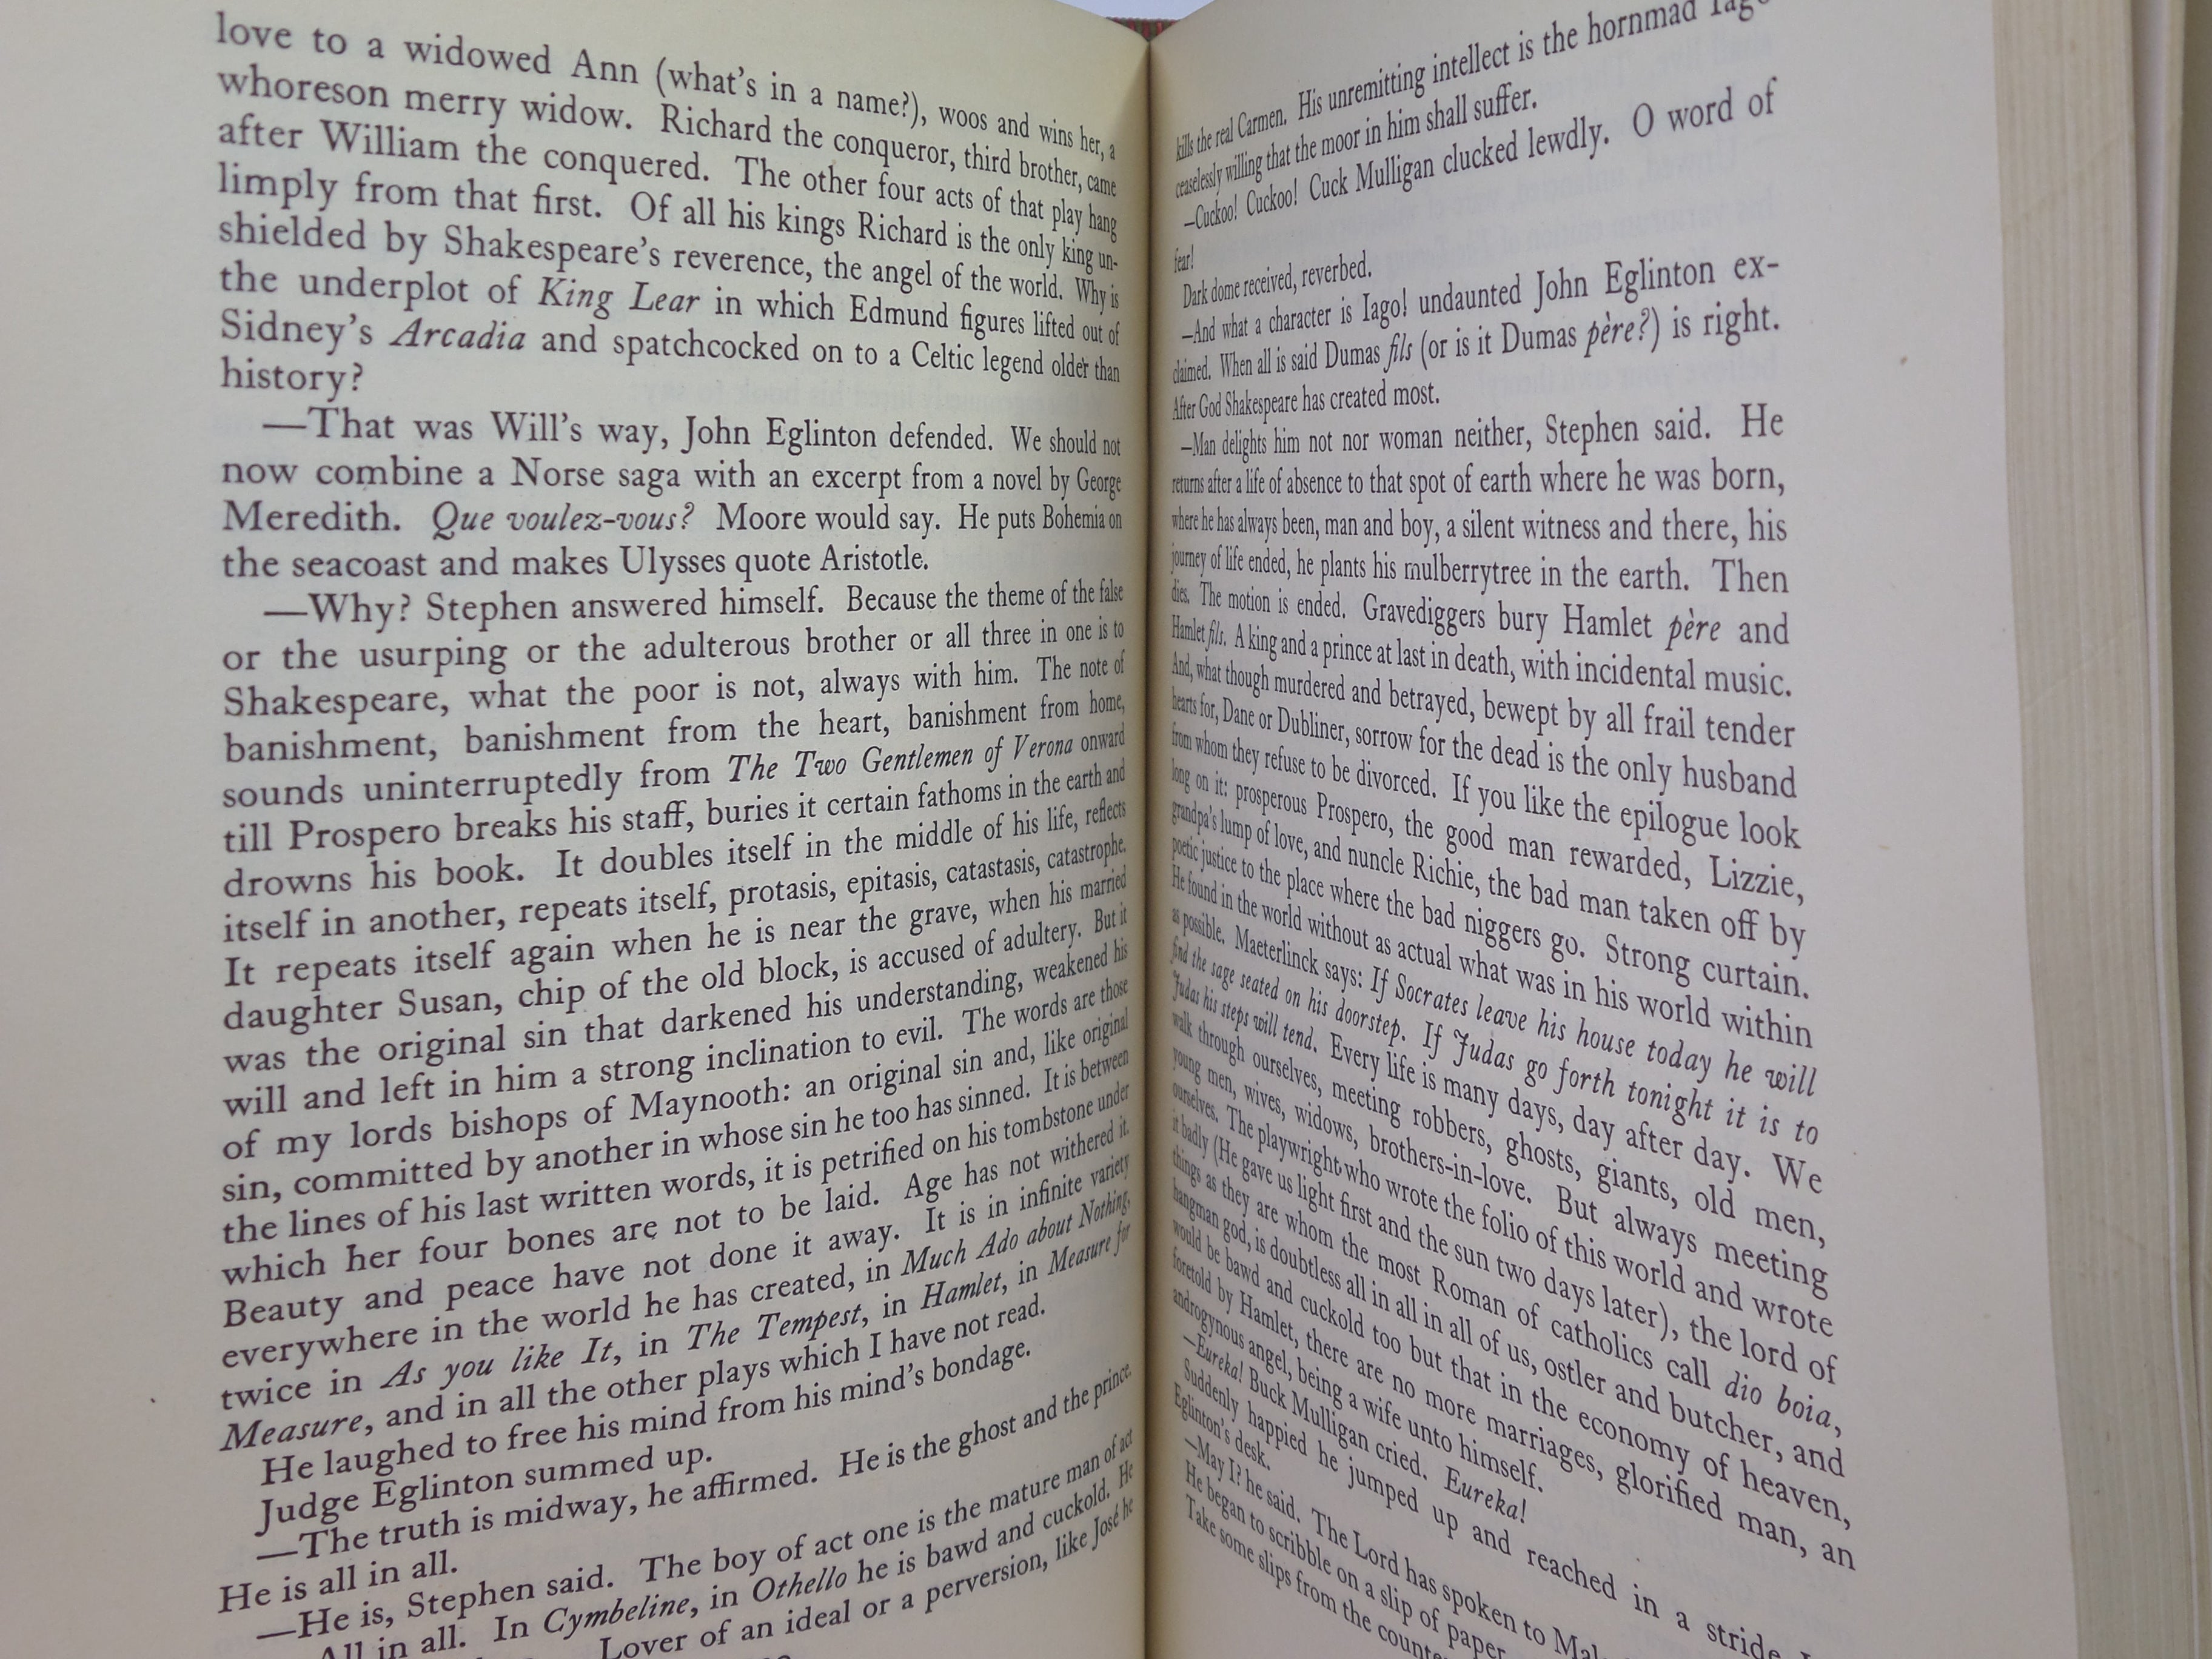 love to a widowed Ann (what's in a name?), woos and wins her, a
whoreson merry widow. Richard the conqueror, third brother, came
after William the conquered. The other four acts of that play hang
limply from that first. Of all his kings Richard is the only king un-
shielded by Shakespeare's reverence, the angel of the world. Why is
the underplot of King Lear in which Edmund figures lifted out of
Sidney's Arcadia and spatchcocked on to a Celtic legend older than
history?
—That was Will's way, John Eglinton defended. We should not
now combine a Norse saga with an excerpt from a novel by George
Meredith. Que voulez-vous? Moore would say. He puts Bohemia on
the seacoast and makes Ulysses quote Aristotle.
—Why? Stephen answered himself. Because the theme of the false
or the usurping or the adulterous brother or all three in one is to
Shakespeare, what the poor is not, always with him. The note of
banishment, banishment from the heart, banishment from home,
sounds uninterruptedly from The Two Gentlemen of Verona onward
till Prospero breaks his staff, buries it certain fathoms in the earth and
drowns his book. It doubles itself in the middle of his life, reflects
itself in another, repeats itself, protasis, epitasis, catastasis, catastrophe.
It repeats itself again when he is near the grave, when his married
daughter Susan, chip of the old block, is accused of adultery. But it
was the original sin that darkened his understanding, weakened his
will and left in him a strong inclination to evil. The words are those
of my lords bishops of Maynooth: an original sin and, like original
sin, committed by another in whose sin he too has sinned. It is between
the lines of his last written words, it is petrified on his tombstone under
which her four bones are not to be laid. Age has not withered it.
Beauty and peace have not done it away. It is in infinite variety
everywhere in the world he has created, in Much Ado about Nothing,
twice in As you like It, in The Tempest, in Hamlet, in Measure for
Measure, and in all the other plays which I have not read.
He laughed to free his mind from his mind's bondage.
Judge Eglinton summed up.
—The truth is midway, he affirmed. He is the ghost and the prince.
He is all in all.
—He is, Stephen said. The boy of act one is the mature man of act
All in all. In Cymbeline, in Othello he is bawd and cuckold. He
Lover of an ideal or a perversion, like José he
kills the real Carmen. His unremitting intellect is the hornmad Iago
ceaselessly willing that the moor in him shall suffer.
—Cuckoo! Cuckoo! Cuck Mulligan clucked lewdly. O word of
fear!
Dark dome received, reverbed.
—And what a character is Iago! undaunted John Eglinton ex-
claimed. When all is said Dumas fils (or is it Dumas père?) is right.
After God Shakespeare has created most.
—Man delights him not nor woman neither, Stephen said. He
returns after a life of absence to that spot of earth where he was born,
where he has always been, man and boy, a silent witness and there, his
journey of life ended, he plants his mulberrytree in the earth. Then
dies. The motion is ended. Gravediggers bury Hamlet père and
Hamlet fils. A king and a prince at last in death, with incidental music.
And, what though murdered and betrayed, bewept by all frail tender
hearts for, Dane or Dubliner, sorrow for the dead is the only husband
from whom they refuse to be divorced. If you like the epilogue look
long on it: prosperous Prospero, the good man rewarded, Lizzie,
grandpa's lump of love, and nuncle Richie, the bad man taken off by
poetic justice to the place where the bad niggers go. Strong curtain.
He found in the world without as actual what was in his world within
as possible. Maeterlinck says: If Socrates leave his house today he will
find the sage seated on his doorstep. If Judas go forth tonight it is to
Judas his steps will tend. Every life is many days, day after day. We
walk through ourselves, meeting robbers, ghosts, giants, old men,
young men, wives, widows, brothers-in-love. But always meeting
ourselves. The playwright who wrote the folio of this world and wrote
it badly (He gave us light first and the sun two days later), the lord of
things as they are whom the most Roman of catholics call dio boia,
hangman god, is doubtless all in all in all of us, ostler and butcher, and
would be bawd and cuckold too but that in the economy of heaven,
foretold by Hamlet, there are no more marriages, glorified man, an
androgynous angel, being a wife unto himself.
—Eureka! Buck Mulligan cried. Eureka!
Suddenly happied he jumped up and reached in a stride
Eglinton's desk.
—May I? he said. The Lord has spoken to
He began to scribble on a slip of paper
Take some slips from the